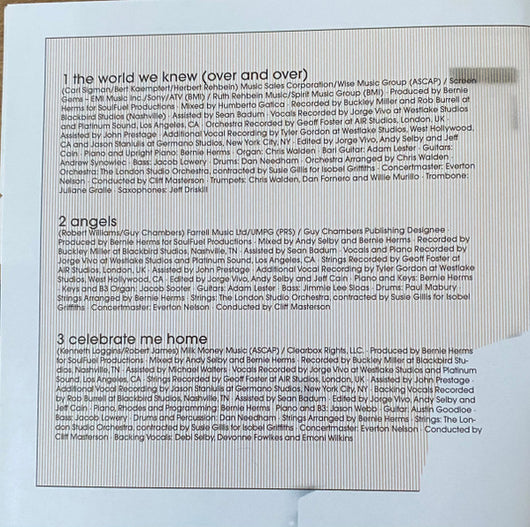 1 the world we knew (over and over)
(Carl Sigman/Bert Kaempfert/Herbert Rehbein) Music Sales Corporation/Wise Music Group (ASCAP) / Screen
Gems - EMI Music Inc./Sony/ATV (BMI) / Ruth Rehbein Music/Spirit Music Group (BMI) · Produced by Bernie
Herms for SoulFuel Productions · Mixed by Humberto Gatica · Recorded by Buckley Miller and Rob Burrell at
Blackbird Studios (Nashville) · Assisted by Sean Badum · Vocals Recorded by Jorge Vivo at Westlake Studios
and Platinum Sound, Los Angeles, CA · Orchestra Recorded by Geoff Foster at AIR Studios, London, UK ·
Assisted by John Prestage · Additional Vocal Recording by Tyler Gordon at Westlake Studios, West Hollywood,
CA and Jason Staniulis at Germano Studios, New York City, NY · Edited by Jorge Vivo, Andy Selby and Jeff
Cain · Piano and Upright Piano: Bernie Herms · Organ: Chris Walden · Bari Guitar: Adam Lester · Guitars:
Andrew Synowiec · Bass: Jacob Lowery · Drums: Dan Needham · Orchestra Arranged by Chris Walden ·
Orchestra: The London Studio Orchestra, contracted by Susie Gillis for Isobel Griffiths · Concertmaster: Everton
Nelson · Conducted by Cliff Masterson · Trumpets: Chris Walden, Dan Fornero and Willie Murillo · Trombone:
Juliane Gralle · Saxophones: Jeff Driskill
2 angels
(Robert Williams/Guy Chambers) Farrell Music Ltd/UMPG (PRS) / Guy Chambers Publishing Designee ·
Produced by Bernie Herms for SoulFuel Productions · Mixed by Andy Selby and Bernie Herms · Recorded by
Buckley Miller at Blackbird Studios, Nashville, TN · Assisted by Sean Badum · Vocals and Piano Recorded by
Jorge Vivo at Westlake Studios and Platinum Sound, Los Angeles, CA · Strings Recorded by Geoff Foster at
AIR Studios, London, UK · Assisted by John Prestage · Additional Vocal Recording by Tyler Gordon at Westlake
Studios, West Hollywood, CA · Edited by Jorge Vivo, Andy Selby and Jeff Cain · Piano and Keys: Bernie Herms
· Keys and B3 Organ: Jacob Sooter · Guitars: Adam Lester · Bass: Jimmie Lee Sloas · Drums: Paul Mabury ·
Strings Arranged by Bernie Herms · Strings: The London Studio Orchestra, contracted by Susie Gillis for Isobel
Griffiths · Concertmaster: Everton Nelson · Conducted by Cliff Masterson
3 celebrate me home
(Kenneth Loggins/Robert James) Milk Money Music (ASCAP) / Clearbox Rights, LLC. · Produced by Bernie Herms
for SoulFuel Productions · Mixed by Andy Selby and Bernie Herms · Recorded by Buckley Miller at Blackbird Stu-
dios, Nashville, TN · Assisted by Michael Walters · Vocals Recorded by Jorge Vivo at Westlake Studios and Platinum
Sound, Los Angeles, CA · Strings Recorded by Geoff Foster at AIR Studios, London, UK · Assisted by John Prestage ·
Additional Vocal Recording by Jason Staniulis at Germano Studios, New York City, NY · Backing Vocals Recorded
by Rob Burrell at Blackbird Studios, Nashville, TN · Assisted by Sean Badum · Edited by Jorge Vivo, Andy Selby and
Jeff Cain · Piano, Rhodes and Programming: Bernie Herms · Piano and B3: Jason Webb · Guitar: Austin Goodloe ·
Bass: Jacob Lowery · Drums and Percussion: Dan Needham · Strings Arranged by Bernie Herms · Strings: The Lon-
don Studio Orchestra, contracted by Susie Gillis for Isobel Griffiths · Concertmaster: Everton Nelson · Conducted by
Cliff Masterson · Backing Vocals: Debi Selby, Devonne Fowlkes and Emoni Wilkins